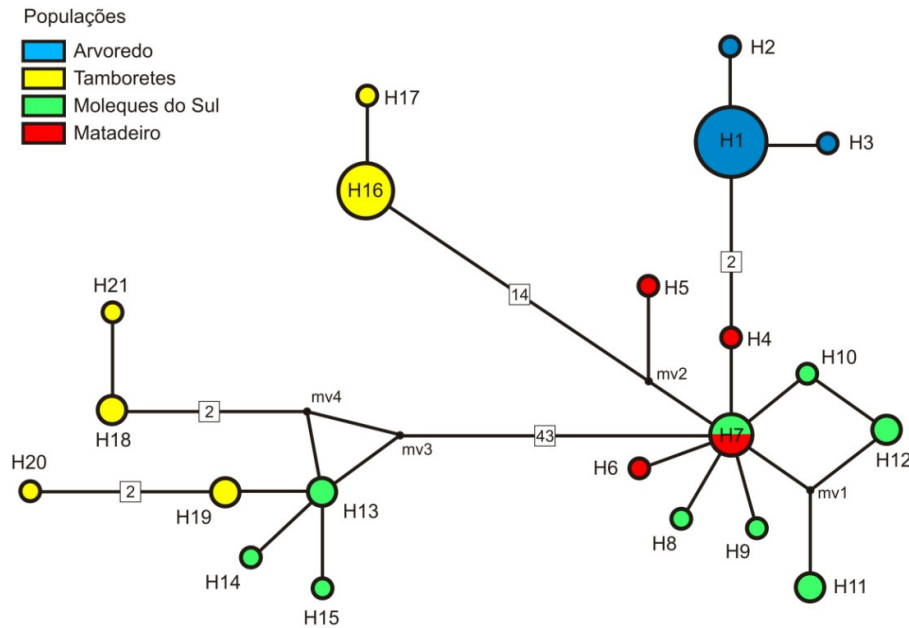 Populações
Arvoredo
Tamboretes
Moleques do Sul
Matadeiro
H2
H17
H1
H3
H16
2
H5
14
H21
H4
H10
mv2
mv4
2
H18
mv3
43
H7
H12
H20
H6
2
H13
mv1
H19
H8
H9
H14
H15
H11